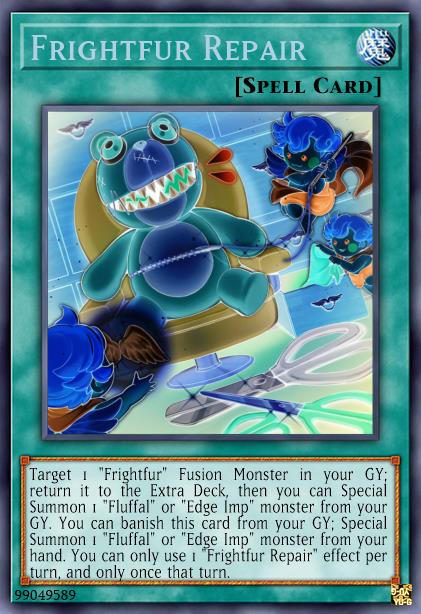 Frightfur Repair
[Spell Card]
Target 1 "Frightfur" Fusion Monster in your GY;
return it to the Extra Deck, then you can Special
Summon 1 "Fluffal" or "Edge Imp" monster from your
GY. You can banish this card from your GY; Special
Summon 1 "Fluffal" or "Edge Imp" monster from your
hand. You can only use 1 "Frightfur Repair" effect per
turn, and only once that turn.
99049589